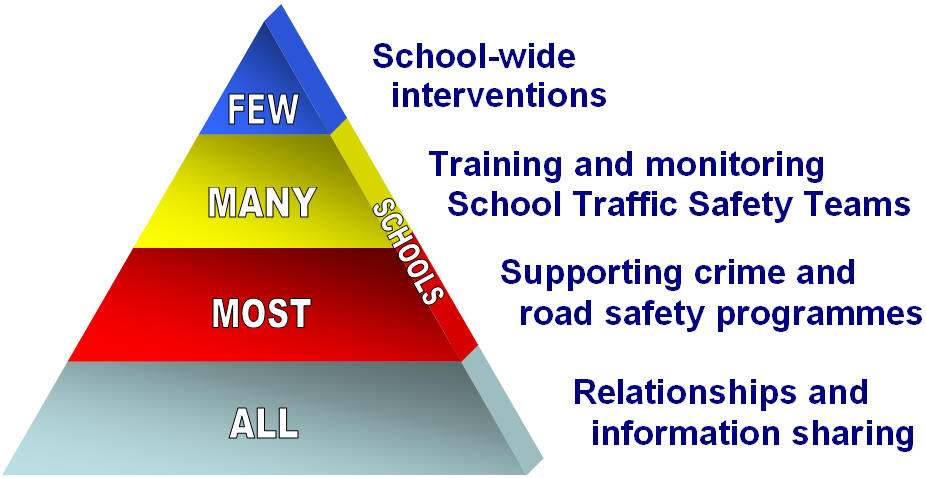 School-wide
interventions
FEW
Training and monitoring
School Traffic Safety Teams
MANY
SCHOOLS
Supporting crime and
road safety programmes
MOST
Relationships and
information sharing
ALL